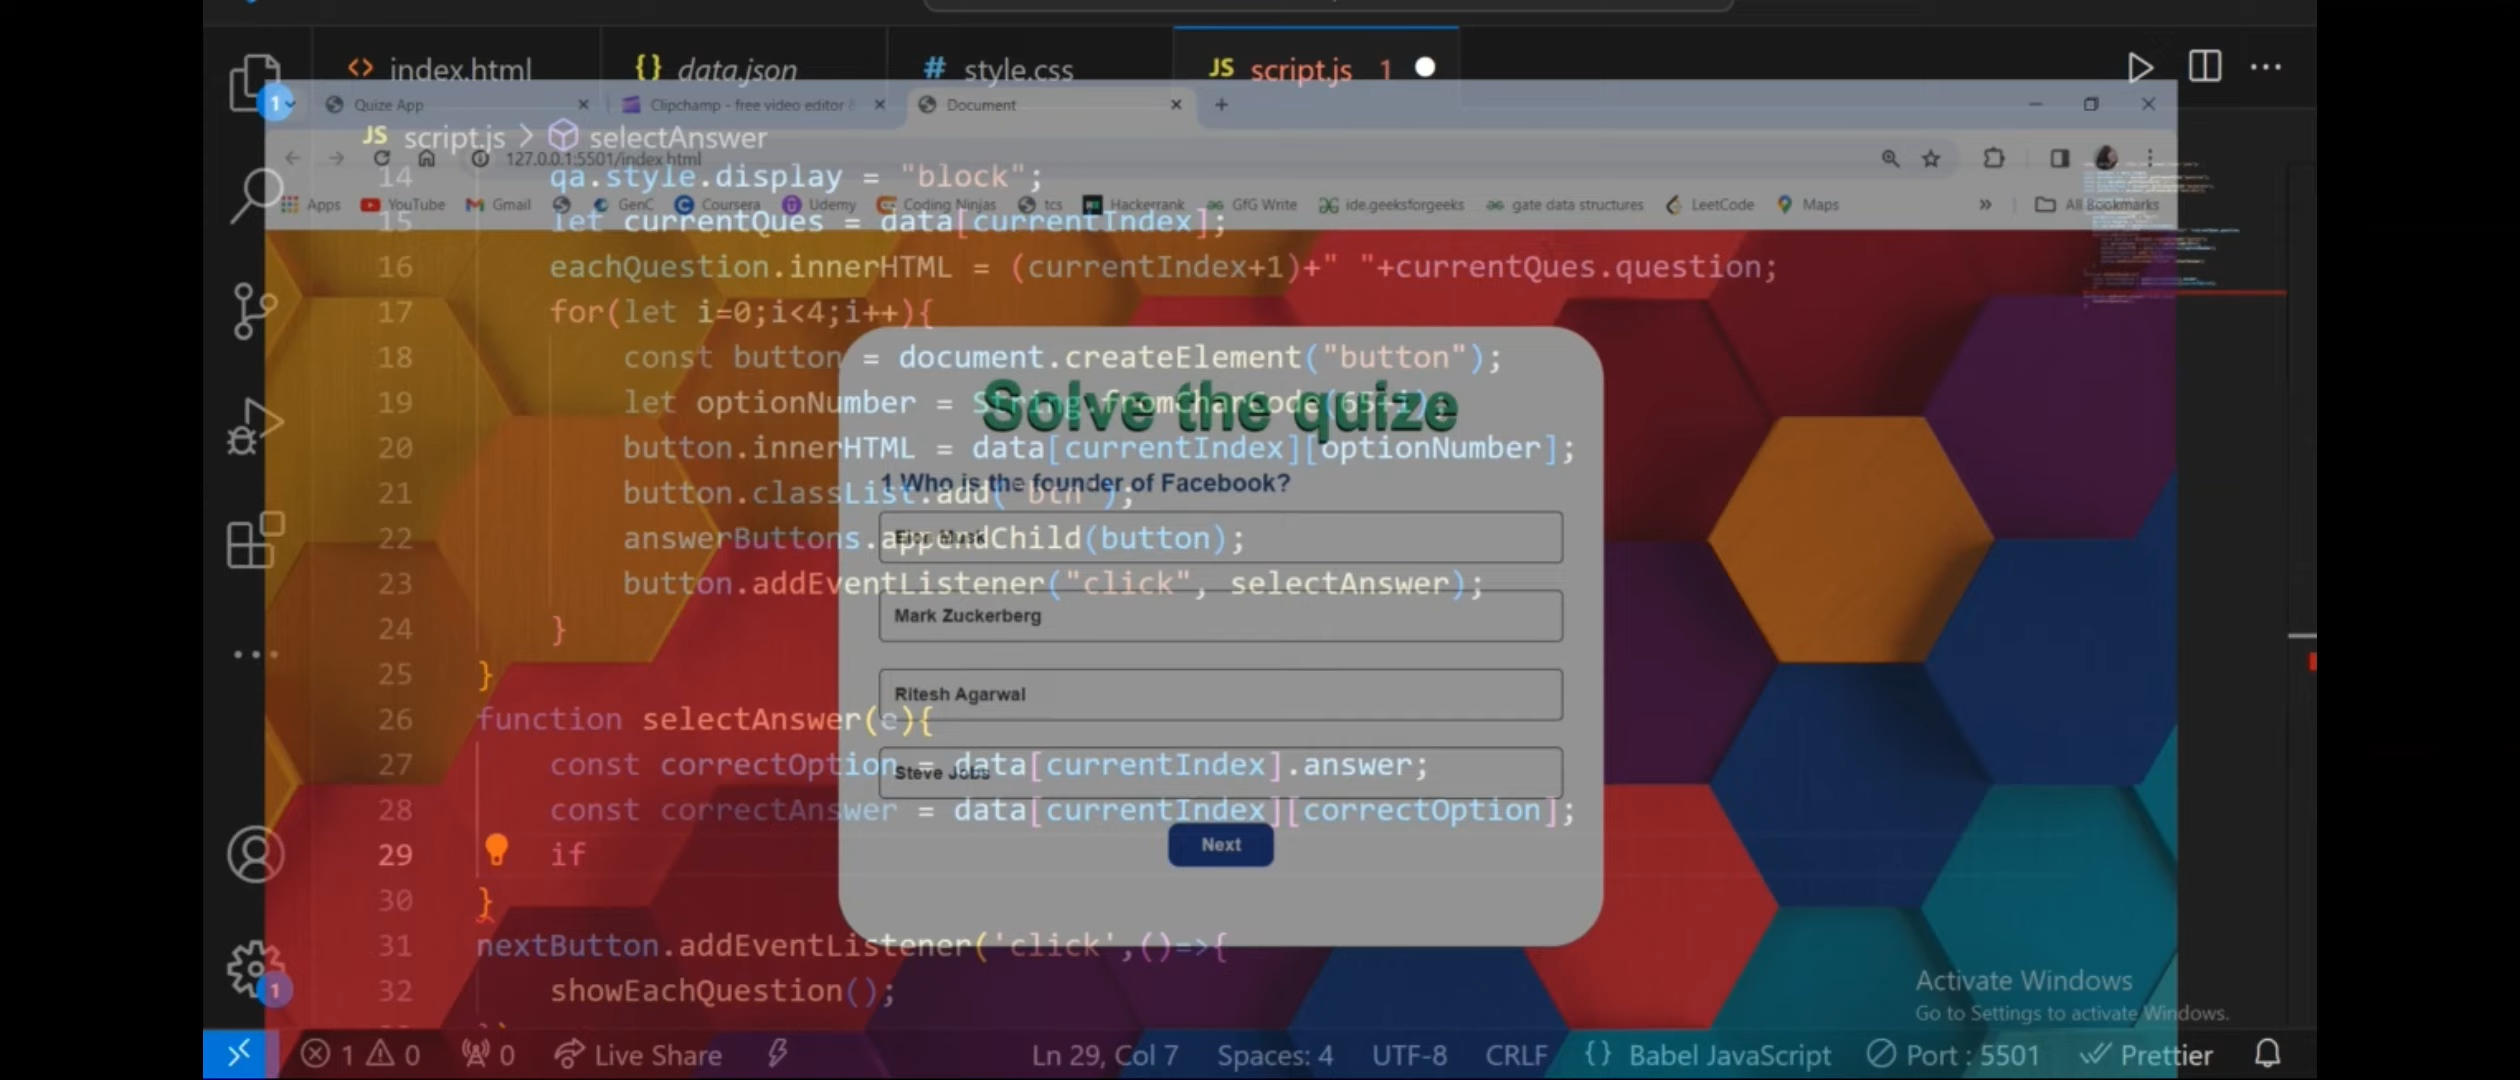 index.html
data.json
style.css
script.js 1
1
Quize App
Clipchamp - free video editor
Document
script.js > selectAnswer
127.0.0.1:5501/index.html
14 qa.style.display = "block";
Apps YouTube Gmail GenC Coursera Udemy Coding Ninjas tcs Hackerrank GfG Write ide.geeksforgeeks gate data structures LeetCode Maps » All Bookmarks
15 let currentQues = data[currentIndex];
16 eachQuestion.innerHTML = (currentIndex+1)+" "+currentQues.question;
17 for(let i=0;i<4;i++){
18 const button = document.createElement("button");
19 let optionNumber = String.fromCharCode(65+i);
Solve the quize
20 button.innerHTML = data[currentIndex][optionNumber];
1 Who is the founder of Facebook?
21 button.classList.add("btn");
22 answerButtons.appendChild(button);
Elon Musk
23 button.addEventListener("click", selectAnswer);
Mark Zuckerberg
24 }
25 }
Ritesh Agarwal
26 function selectAnswer(e){
27 const correctOption = data[currentIndex].answer;
Steve Jobs
28 const correctAnswer = data[currentIndex][correctOption];
Next
29 if
30 }
31 nextButton.addEventListener('click',()=>{
32 showEachQuestion();
1
Activate Windows
Go to Settings to activate Windows.
1 0 0 Live Share Ln 29, Col 7 Spaces: 4 UTF-8 CRLF {} Babel JavaScript Port : 5501 Prettier